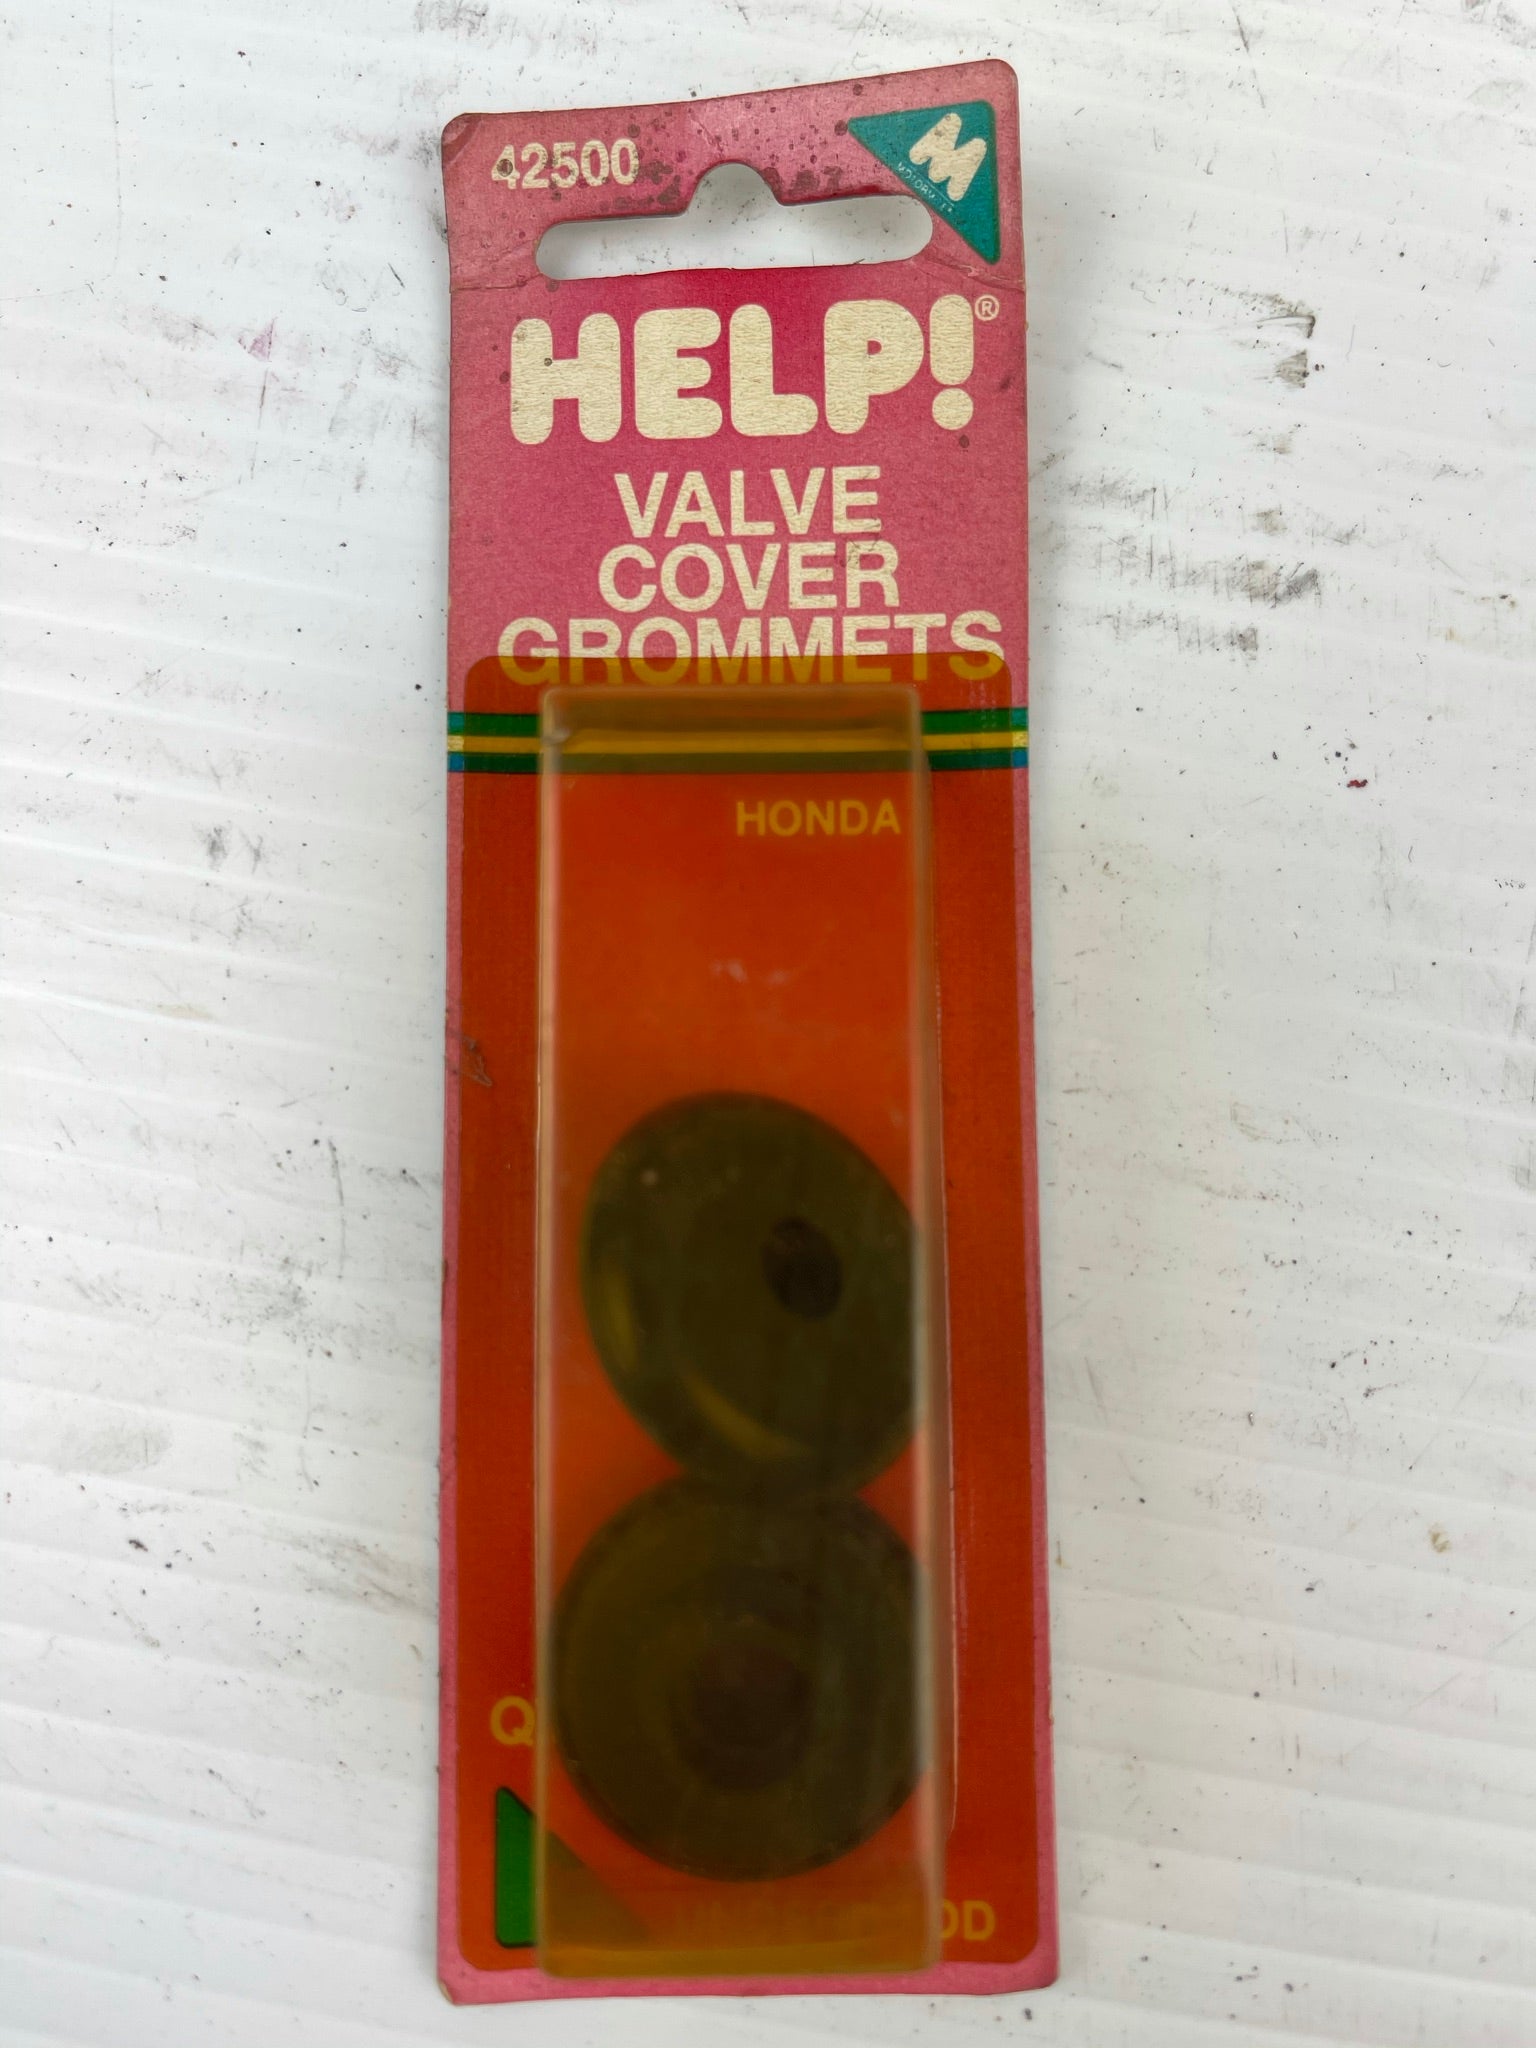 42500
M
HELP!®
VALVE
COVER
GROMMETS
HONDA